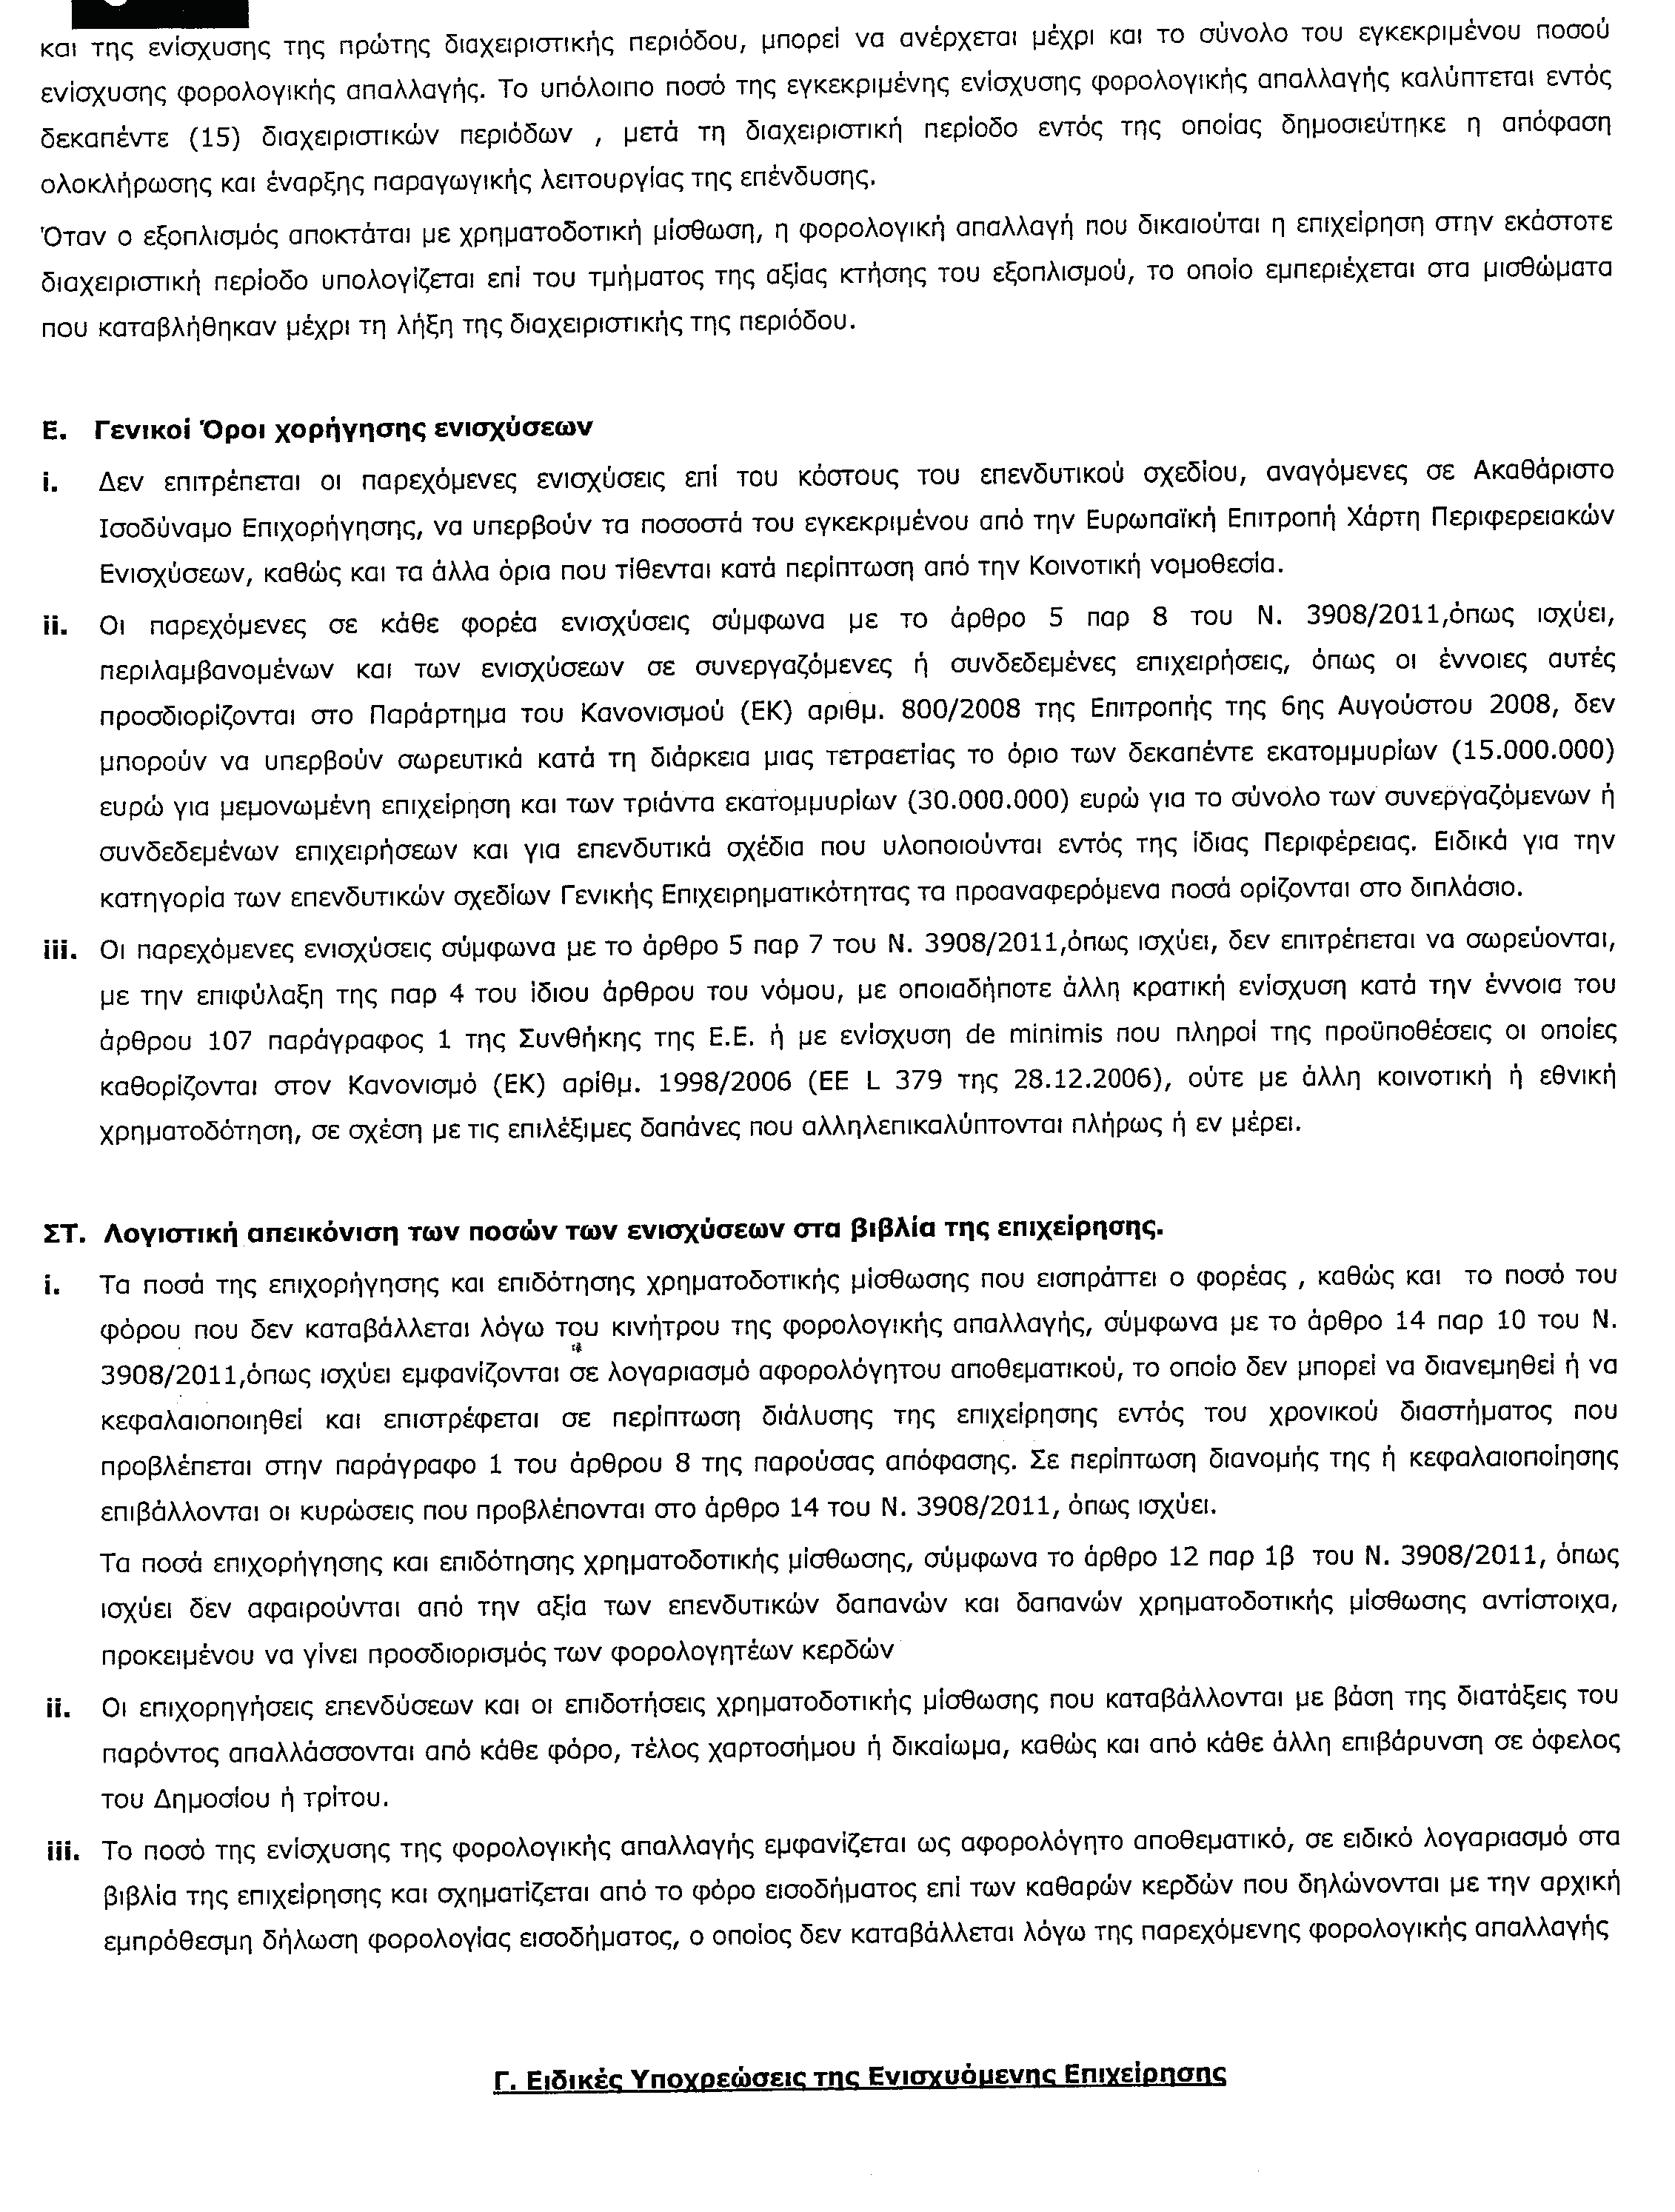 και της ενίσχυσης της πρώτης διαχειριστικής περιόδου, μπορεί να ανέρχεται μέχρι και το σύνολο του εγκεκριμένου ποσού
ενίσχυσης φορολογικής απαλλαγής. Το υπόλοιπο ποσό της εγκεκριμένης ενίσχυσης φορολογικής απαλλαγής καλύπτεται εντός
δεκαπέντε (15) διαχειριστικών περιόδων , μετά τη διαχειριστική περίοδο εντός της οποίας δημοσιεύτηκε η απόφαση
ολοκλήρωσης και έναρξης παραγωγικής λειτουργίας της επένδυσης.
Όταν ο εξοπλισμός αποκτάται με χρηματοδοτική μίσθωση, η φορολογική απαλλαγή που δικαιούται η επιχείρηση στην εκάστοτε
διαχειριστική περίοδο υπολογίζεται επί του τμήματος της αξίας κτήσης του εξοπλισμού, το οποίο εμπεριέχεται στα μισθώματα
που καταβλήθηκαν μέχρι τη λήξη της διαχειριστικής της περιόδου.
Ε. Γενικοί Όροι χορήγησης ενισχύσεων
i. Δεν επιτρέπεται οι παρεχόμενες ενισχύσεις επί του κόστους του επενδυτικού σχεδίου, αναγόμενες σε Ακαθάριστο
Ισοδύναμο Επιχορήγησης, να υπερβούν τα ποσοστά του εγκεκριμένου από την Ευρωπαϊκή Επιτροπή Χάρτη Περιφερειακών
Ενισχύσεων, καθώς και τα άλλα όρια που τίθενται κατά περίπτωση από την Κοινοτική νομοθεσία.
ii. Οι παρεχόμενες σε κάθε φορέα ενισχύσεις σύμφωνα με το άρθρο 5 παρ 8 του Ν. 3908/2011,όπως ισχύει,
περιλαμβανομένων και των ενισχύσεων σε συνεργαζόμενες ή συνδεδεμένες επιχειρήσεις, όπως οι έννοιες αυτές
προσδιορίζονται στο Παράρτημα του Κανονισμού (ΕΚ) αριθμ. 800/2008 της Επιτροπής της 6ης Αυγούστου 2008, δεν
μπορούν να υπερβούν σωρευτικά κατά τη διάρκεια μιας τετραετίας το όριο των δεκαπέντε εκατομμυρίων (15.000.000)
ευρώ για μεμονωμένη επιχείρηση και των τριάντα εκατομμυρίων (30.000.000) ευρώ για το σύνολο των συνεργαζόμενων ή
συνδεδεμένων επιχειρήσεων και για επενδυτικά σχέδια που υλοποιούνται εντός της ίδιας Περιφέρειας. Ειδικά για την
κατηγορία των επενδυτικών σχεδίων Γενικής Επιχειρηματικότητας τα προαναφερόμενα ποσά ορίζονται στο διπλάσιο.
iii. Οι παρεχόμενες ενισχύσεις σύμφωνα με το άρθρο 5 παρ 7 του Ν. 3908/2011,όπως ισχύει, δεν επιτρέπεται να σωρεύονται,
με την επιφύλαξη της παρ 4 του ίδιου άρθρου του νόμου, με οποιαδήποτε άλλη κρατική ενίσχυση κατά την έννοια του
άρθρου 107 παράγραφος 1 της Συνθήκης της Ε.Ε. ή με ενίσχυση de minimis που πληροί της προϋποθέσεις οι οποίες
καθορίζονται στον Κανονισμό (ΕΚ) αρίθμ. 1998/2006 (ΕΕ L 379 της 28.12.2006), ούτε με άλλη κοινοτική ή εθνική
χρηματοδότηση, σε σχέση με τις επιλέξιμες δαπάνες που αλληλεπικαλύπτονται πλήρως ή εν μέρει.
ΣΤ. Λογιστική απεικόνιση των ποσών των ενισχύσεων στα βιβλία της επιχείρησης.
i. Τα ποσά της επιχορήγησης και επιδότησης χρηματοδοτικής μίσθωσης που εισπράττει ο φορέας , καθώς και το ποσό του
φόρου που δεν καταβάλλεται λόγω του κινήτρου της φορολογικής απαλλαγής, σύμφωνα με το άρθρο 14 παρ 10 του Ν.
3908/2011,όπως ισχύει εμφανίζονται σε λογαριασμό αφορολόγητου αποθεματικού, το οποίο δεν μπορεί να διανεμηθεί ή να
κεφαλαιοποιηθεί και επιστρέφεται σε περίπτωση διάλυσης της επιχείρησης εντός του χρονικού διαστήματος που
προβλέπεται στην παράγραφο 1 του άρθρου 8 της παρούσας απόφασης. Σε περίπτωση διανομής της ή κεφαλαιοποίησης
επιβάλλονται οι κυρώσεις που προβλέπονται στο άρθρο 14 του Ν. 3908/2011, όπως ισχύει.
Τα ποσά επιχορήγησης και επιδότησης χρηματοδοτικής μίσθωσης, σύμφωνα το άρθρο 12 παρ 1β του Ν. 3908/2011, όπως
ισχύει δεν αφαιρούνται από την αξία των επενδυτικών δαπανών και δαπανών χρηματοδοτικής μίσθωσης αντίστοιχα,
προκειμένου να γίνει προσδιορισμός των φορολογητέων κερδών
ii. Οι επιχορηγήσεις επενδύσεων και οι επιδοτήσεις χρηματοδοτικής μίσθωσης που καταβάλλονται με βάση της διατάξεις του
παρόντος απαλλάσσονται από κάθε φόρο, τέλος χαρτοσήμου ή δικαίωμα, καθώς και από κάθε άλλη επιβάρυνση σε όφελος
του Δημοσίου ή τρίτου.
iii. Το ποσό της ενίσχυσης της φορολογικής απαλλαγής εμφανίζεται ως αφορολόγητο αποθεματικό, σε ειδικό λογαριασμό στα
βιβλία της επιχείρησης και σχηματίζεται από το φόρο εισοδήματος επί των καθαρών κερδών που δηλώνονται με την αρχική
εμπρόθεσμη δήλωση φορολογίας εισοδήματος, ο οποίος δεν καταβάλλεται λόγω της παρεχόμενης φορολογικής απαλλαγής
Γ. Ειδικές Υποχρεώσεις της Ενισχυόμενης Επιχείρησης